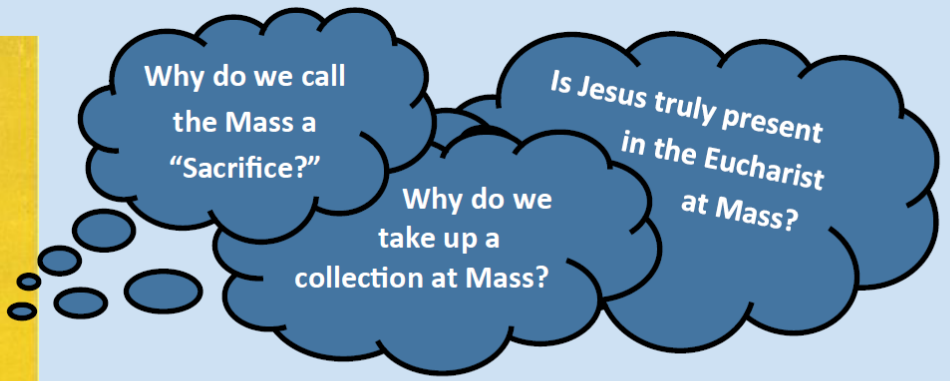 Why do we call
the Mass a
“Sacrifice?”
Is Jesus truly present
in the Eucharist
at Mass?
Why do we
take up a
collection at Mass?